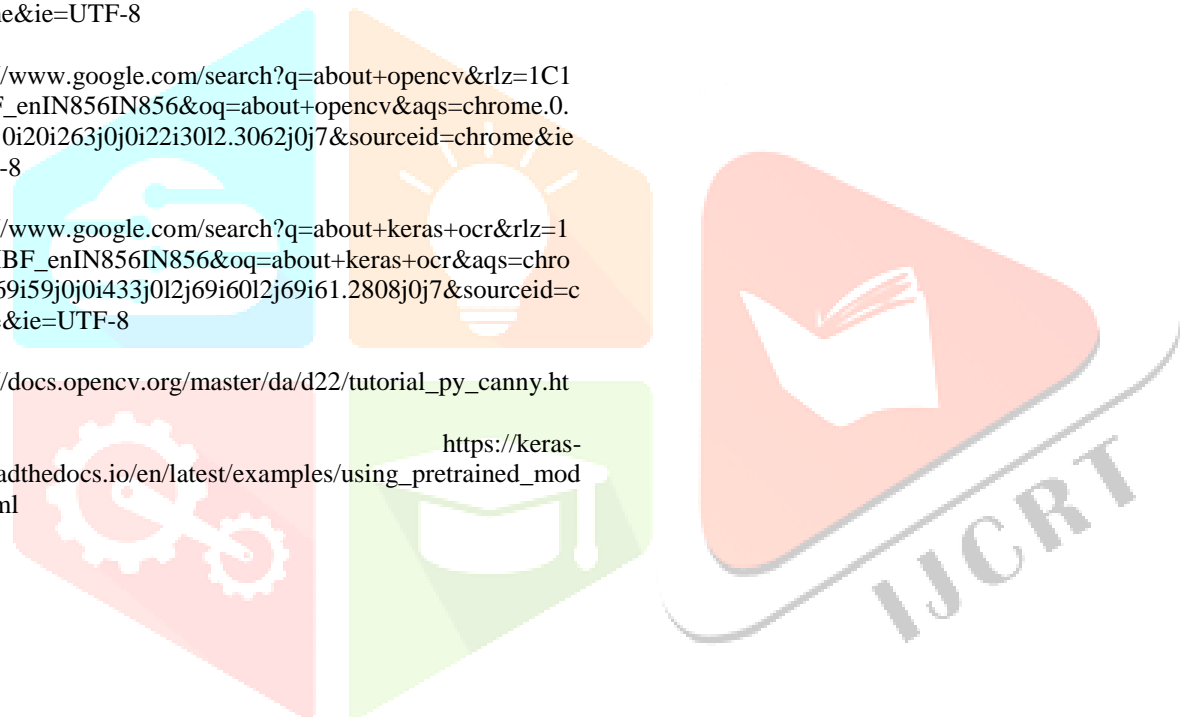 ne&ie=UTF-8
//www.google.com/search?q=about+opencv&rlz=1C1
F_enIN856IN856&oq=about+opencv&aqs=chrome.0.
0i20i263j0j0i22i30l2.3062j0j7&sourceid=chrome&ie
-8
//www.google.com/search?q=about+keras+ocr&rlz=1
BF_enIN856IN856&oq=about+keras+ocr&aqs=chro
69i59j0j0i433j0l2j69i60l2j69i61.2808j0j7&sourceid=c
e&ie=UTF-8
//docs.opencv.org/master/da/d22/tutorial_py_canny.ht
https://keras-
adthedocs.io/en/latest/examples/using_pretrained_mod
ml
IJCRT